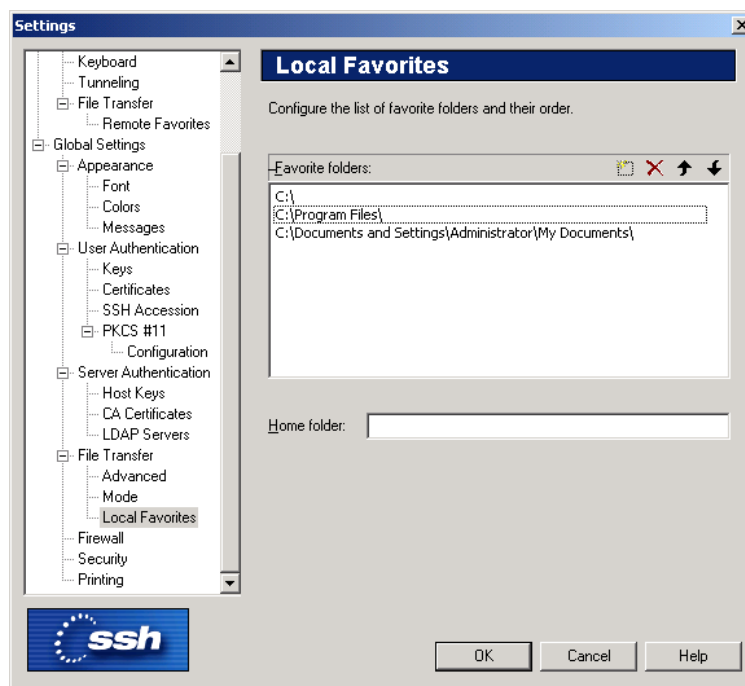 Settings
Keyboard
Tunneling
File Transfer
Remote Favorites
Global Settings
Appearance
Font
Colors
Messages
User Authentication
Keys
Certificates
SSH Accession
PKCS #11
Configuration
Server Authentication
Host Keys
CA Certificates
LDAP Servers
File Transfer
Advanced
Mode
Local Favorites
Firewall
Security
Printing
ssh
Local Favorites
Configure the list of favorite folders and their order.
Favorite folders:
C:\
C:\Program Files\
C:\Documents and Settings\Administrator\My Documents\
Home folder:
OK
Cancel
Help